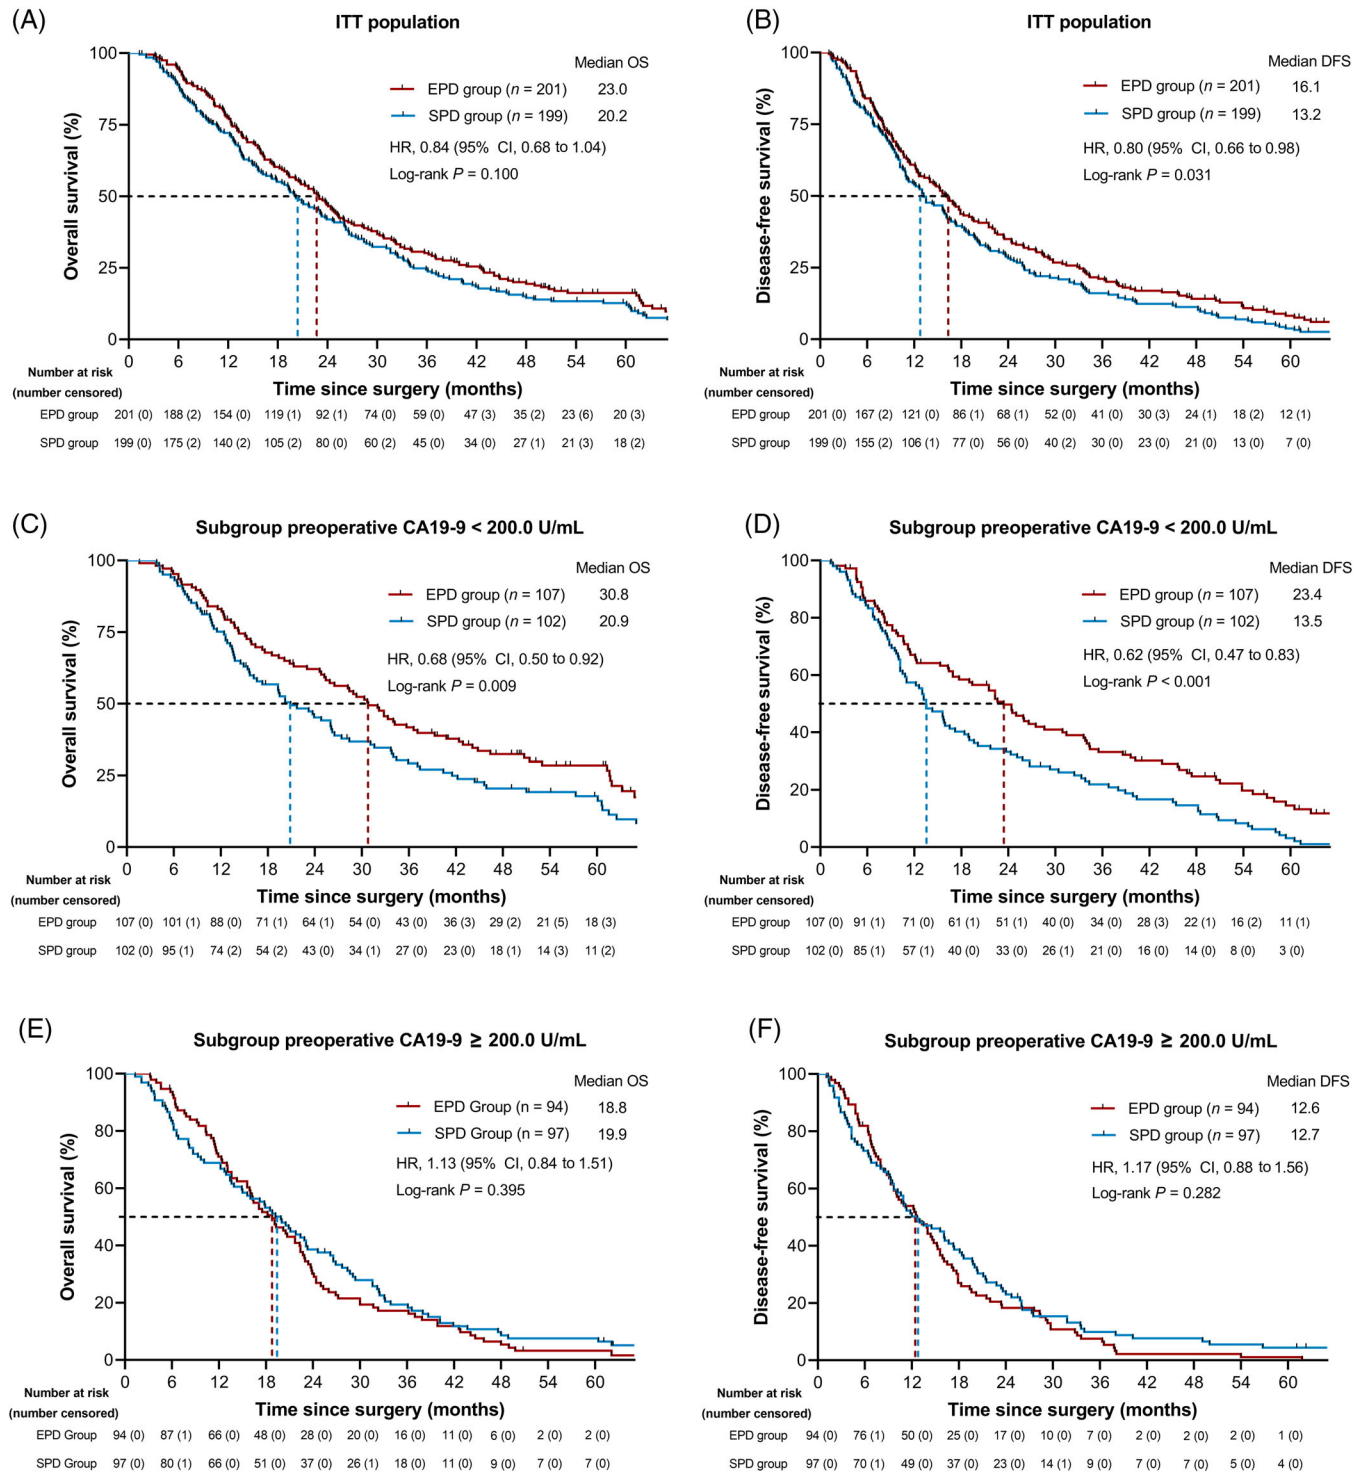 (A)
ITT population
Overall survival (%)
100
75
50
25
0
Median OS
EPD group (n = 201) 23.0
SPD group (n = 199) 20.2
HR, 0.84 (95% CI, 0.68 to 1.04)
Log-rank P = 0.100
0 6 12 18 24 30 36 42 48 54 60
Number at risk
(number censored)
Time since surgery (months)
EPD group 201 (0) 188 (2) 154 (0) 119 (1) 92 (1) 74 (0) 59 (0) 47 (3) 35 (2) 23 (6) 20 (3)
SPD group 199 (0) 175 (2) 140 (2) 105 (2) 80 (0) 60 (2) 45 (0) 34 (0) 27 (1) 21 (3) 18 (2)
(B)
ITT population
Disease-free survival (%)
100
75
50
25
0
Median DFS
EPD group (n = 201) 16.1
SPD group (n = 199) 13.2
HR, 0.80 (95% CI, 0.66 to 0.98)
Log-rank P = 0.031
0 6 12 18 24 30 36 42 48 54 60
Number at risk
(number censored)
Time since surgery (months)
EPD group 201 (0) 167 (2) 121 (0) 86 (1) 68 (1) 52 (0) 41 (0) 30 (3) 24 (1) 18 (2) 12 (1)
SPD group 199 (0) 155 (2) 106 (1) 77 (0) 56 (0) 40 (2) 30 (0) 23 (0) 21 (0) 13 (0) 7 (0)
(C)
Subgroup preoperative CA19-9 < 200.0 U/mL
Overall survival (%)
100
75
50
25
0
Median OS
EPD group (n = 107) 30.8
SPD group (n = 102) 20.9
HR, 0.68 (95% CI, 0.50 to 0.92)
Log-rank P = 0.009
0 6 12 18 24 30 36 42 48 54 60
Number at risk
(number censored)
Time since surgery (months)
EPD group 107 (0) 101 (1) 88 (0) 71 (1) 64 (1) 54 (0) 43 (0) 36 (3) 29 (2) 21 (5) 18 (3)
SPD group 102 (0) 95 (1) 74 (2) 54 (2) 43 (0) 34 (1) 27 (0) 23 (0) 18 (1) 14 (3) 11 (2)
(D)
Subgroup preoperative CA19-9 < 200.0 U/mL
Disease-free survival (%)
100
80
60
40
20
0
Median DFS
EPD group (n = 107) 23.4
SPD group (n = 102) 13.5
HR, 0.62 (95% CI, 0.47 to 0.83)
Log-rank P < 0.001
0 6 12 18 24 30 36 42 48 54 60
Number at risk
(number censored)
Time since surgery (months)
EPD group 107 (0) 91 (1) 71 (0) 61 (1) 51 (1) 40 (0) 34 (0) 28 (3) 22 (1) 16 (2) 11 (1)
SPD group 102 (0) 85 (1) 57 (1) 40 (0) 33 (0) 26 (1) 21 (0) 16 (0) 14 (0) 8 (0) 3 (0)
(E)
Subgroup preoperative CA19-9 ≥ 200.0 U/mL
Overall survival (%)
100
80
60
40
20
0
Median OS
EPD Group (n = 94) 18.8
SPD Group (n = 97) 19.9
HR, 1.13 (95% CI, 0.84 to 1.51)
Log-rank P = 0.395
0 6 12 18 24 30 36 42 48 54 60
Number at risk
(number censored)
Time since surgery (months)
EPD Group 94 (0) 87 (1) 66 (0) 48 (0) 28 (0) 20 (0) 16 (0) 11 (0) 6 (0) 2 (0) 2 (0)
SPD Group 97 (0) 80 (1) 66 (0) 51 (0) 37 (0) 26 (1) 18 (0) 11 (0) 9 (0) 7 (0) 7 (0)
(F)
Subgroup preoperative CA19-9 ≥ 200.0 U/mL
Disease-free survival (%)
100
80
60
40
20
0
Median DFS
EPD group (n = 94) 12.6
SPD group (n = 97) 12.7
HR, 1.17 (95% CI, 0.88 to 1.56)
Log-rank P = 0.282
0 6 12 18 24 30 36 42 48 54 60
Number at risk
(number censored)
Time since surgery (months)
EPD group 94 (0) 76 (1) 50 (0) 25 (0) 17 (0) 10 (0) 7 (0) 2 (0) 2 (0) 2 (0) 1 (0)
SPD group 97 (0) 70 (1) 49 (0) 37 (0) 23 (0) 14 (1) 9 (0) 7 (0) 7 (0) 5 (0) 4 (0)